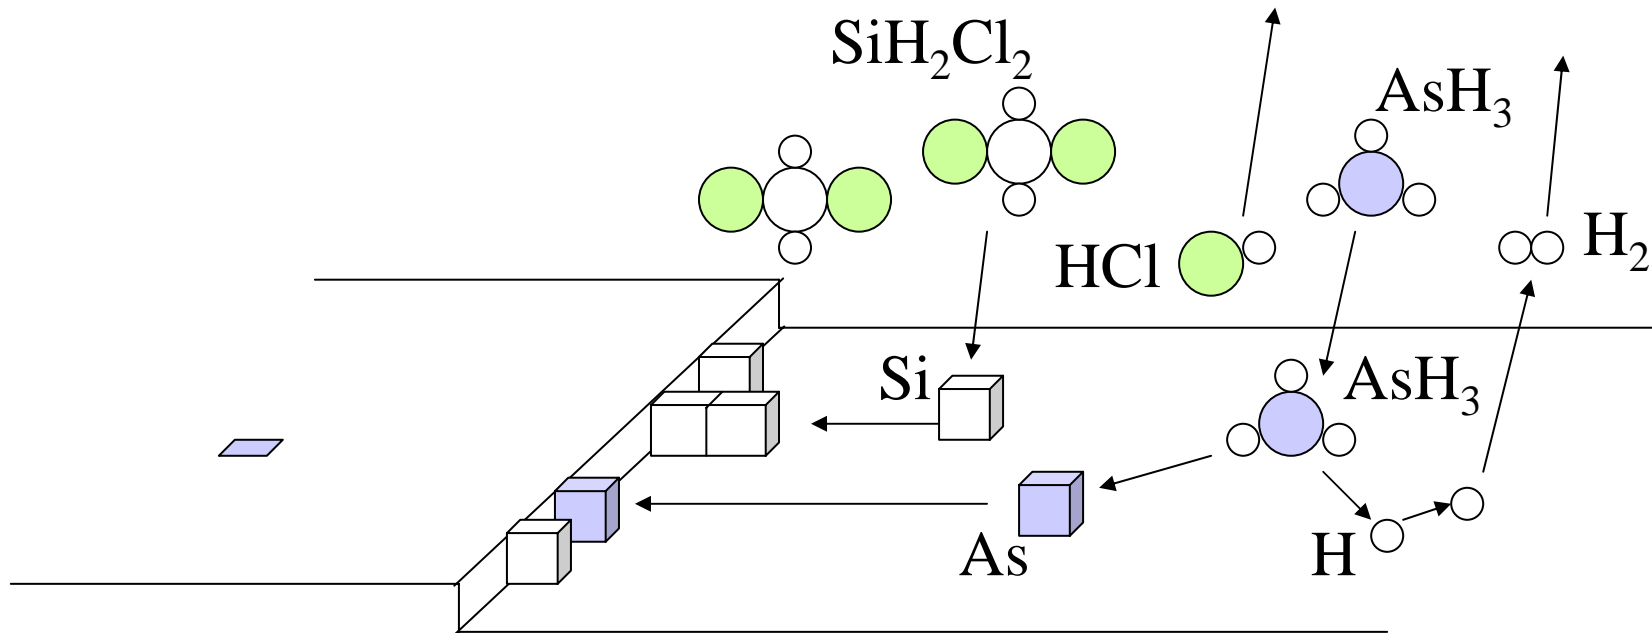 SiH₂Cl₂
AsH₃
HCl
H₂
Si
AsH₃
As
H